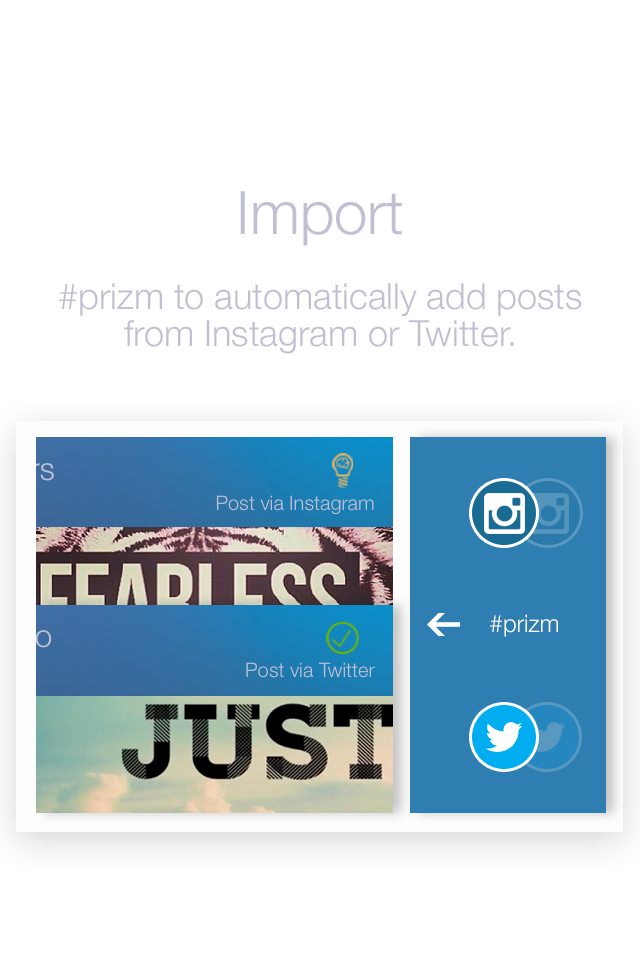 Import
#prizm to automatically add posts
from Instagram or Twitter.
rs
Post via Instagram
FEARLESS
o
Post via Twitter
JUST
#prizm